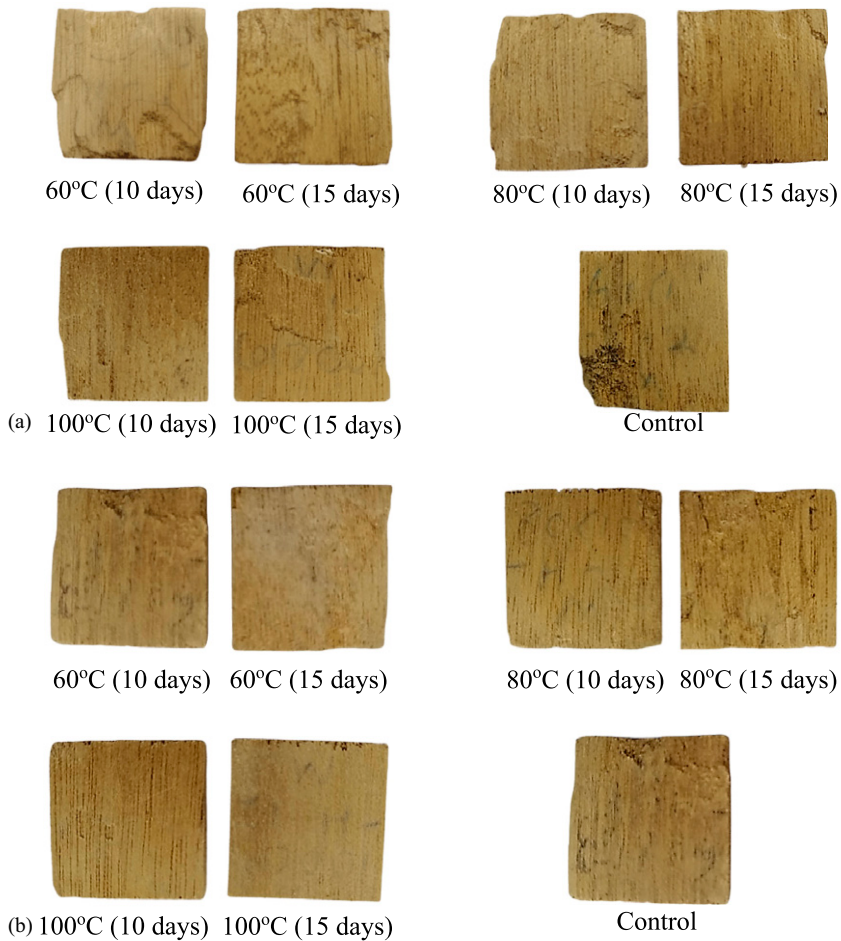 60°C (10 days) 60°C (15 days) 80°C (10 days) 80°C (15 days)
(a) 100°C (10 days) 100°C (15 days) Control
60°C (10 days) 60°C (15 days) 80°C (10 days) 80°C (15 days)
(b) 100°C (10 days) 100°C (15 days) Control